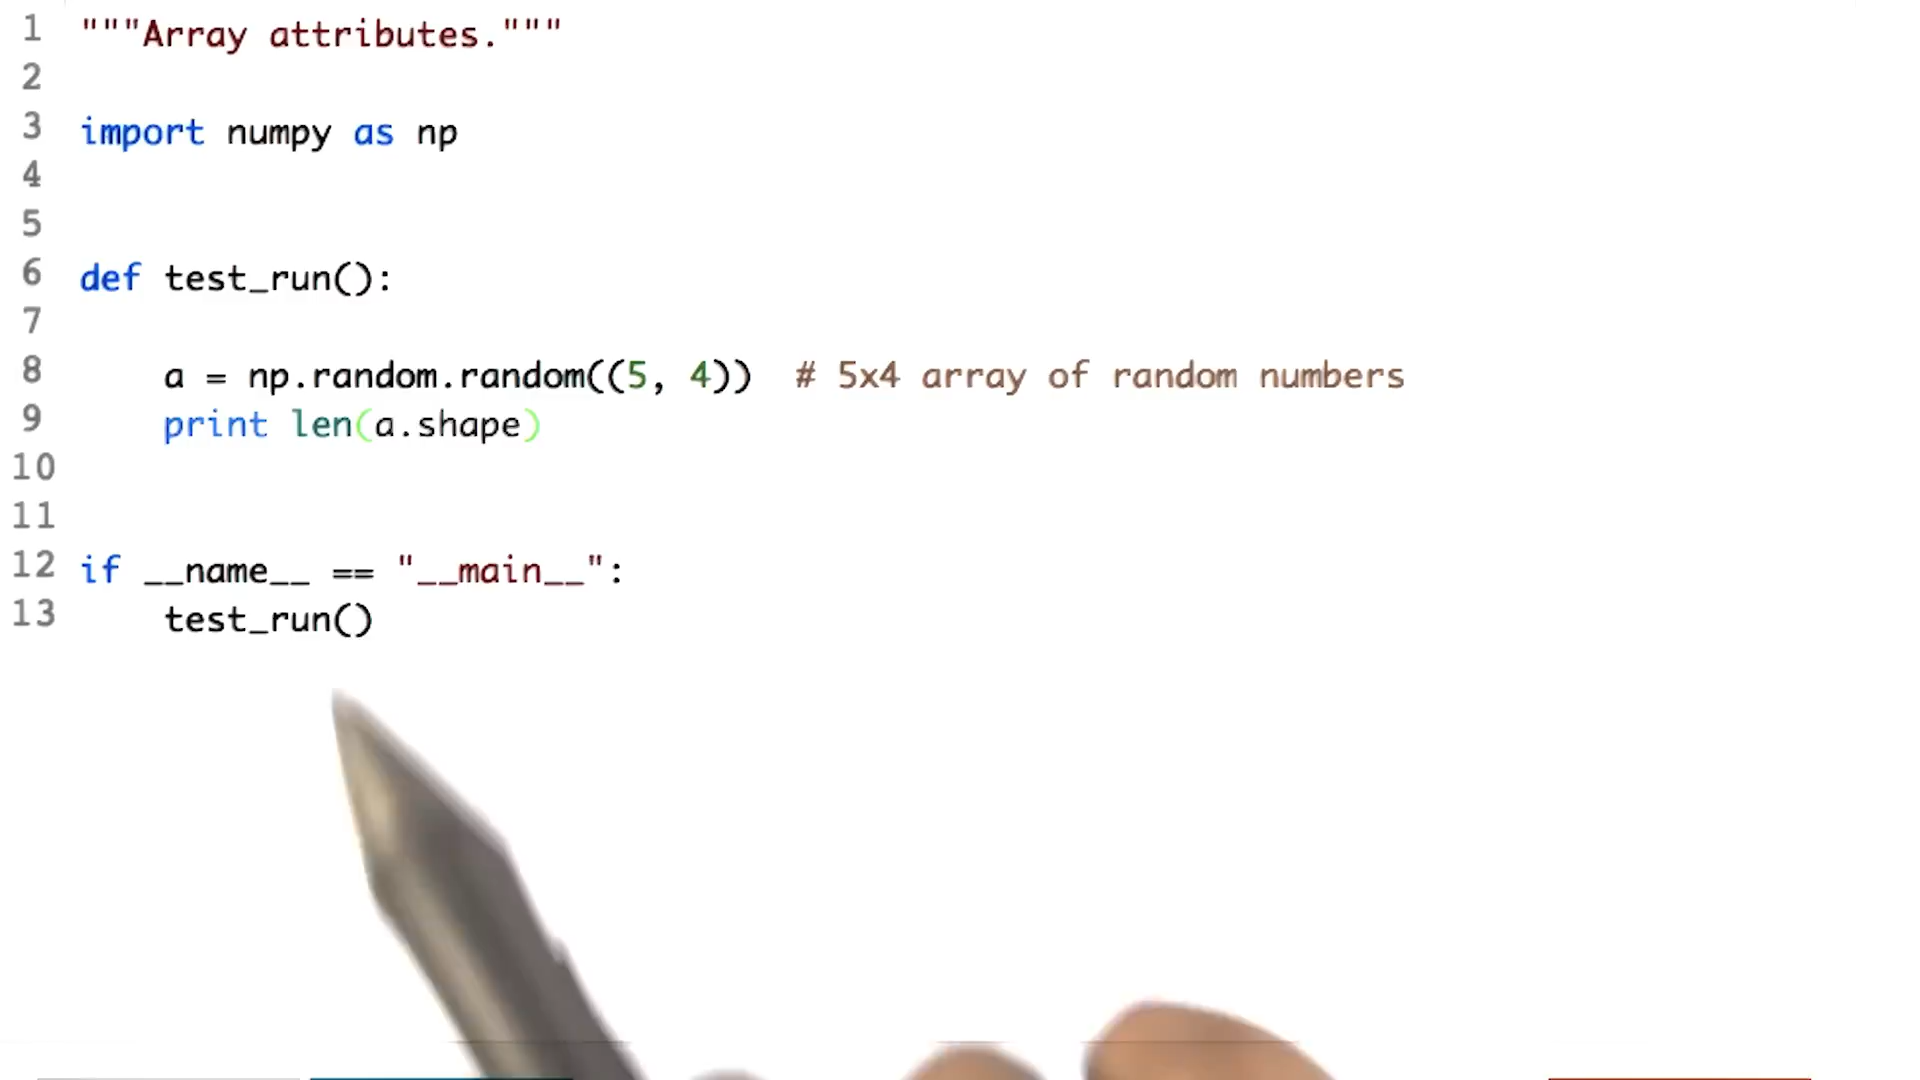 1 """Array attributes."""
2
3 import numpy as np
4
5
6 def test_run():
7
8     a = np.random.random((5, 4))  # 5x4 array of random numbers
9     print len(a.shape)
10
11
12 if __name__ == "__main__":
13     test_run()